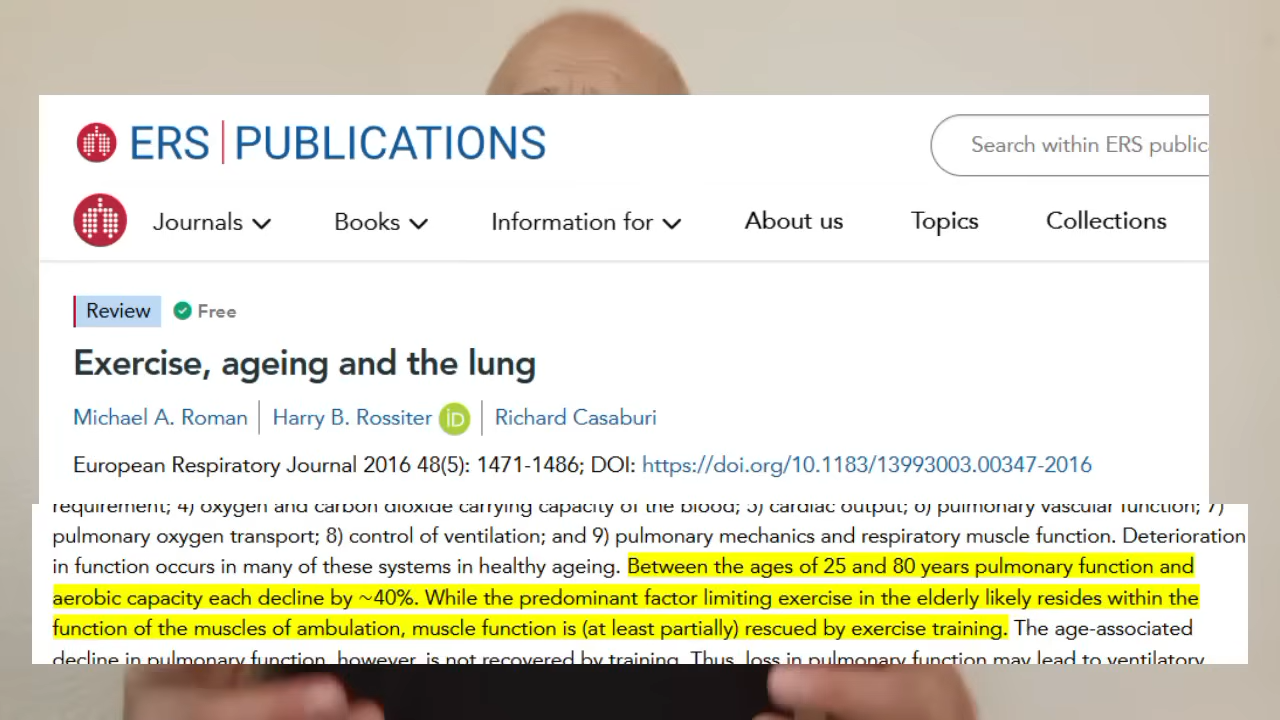 ERS | PUBLICATIONS
Search within ERS
Journals Books Information for About us Topics Collections
Review Free
Exercise, ageing and the lung
Michael A. Roman | Harry B. Rossiter iD | Richard Casaburi
European Respiratory Journal 2016 48(5): 1471-1486; DOI: https://doi.org/10.1183/13993003.00347-2016
requirement; 4) oxygen and carbon dioxide carrying capacity of the blood; 5) cardiac output; 6) pulmonary vascular function; 7)
pulmonary oxygen transport; 8) control of ventilation; and 9) pulmonary mechanics and respiratory muscle function. Deterioration
in function occurs in many of these systems in healthy ageing. Between the ages of 25 and 80 years pulmonary function and
aerobic capacity each decline by ~40%. While the predominant factor limiting exercise in the elderly likely resides within the
function of the muscles of ambulation, muscle function is (at least partially) rescued by exercise training. The age-associated
decline in pulmonary function, however, is not recovered by training. Thus, loss in pulmonary function may lead to ventilatory